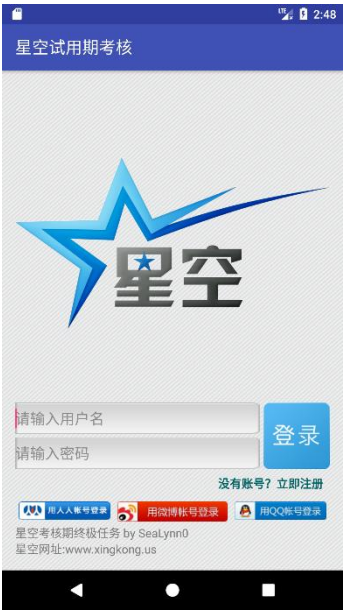 LTE 2:48
星空试用期考核
星空
请输入用户名
请输入密码
登录
没有账号？立即注册
用人人帐号登录 用微博帐号登录 用QQ帐号登录
星空考核期终极任务 by SeaLynn0
星空网址:www.xingkong.us